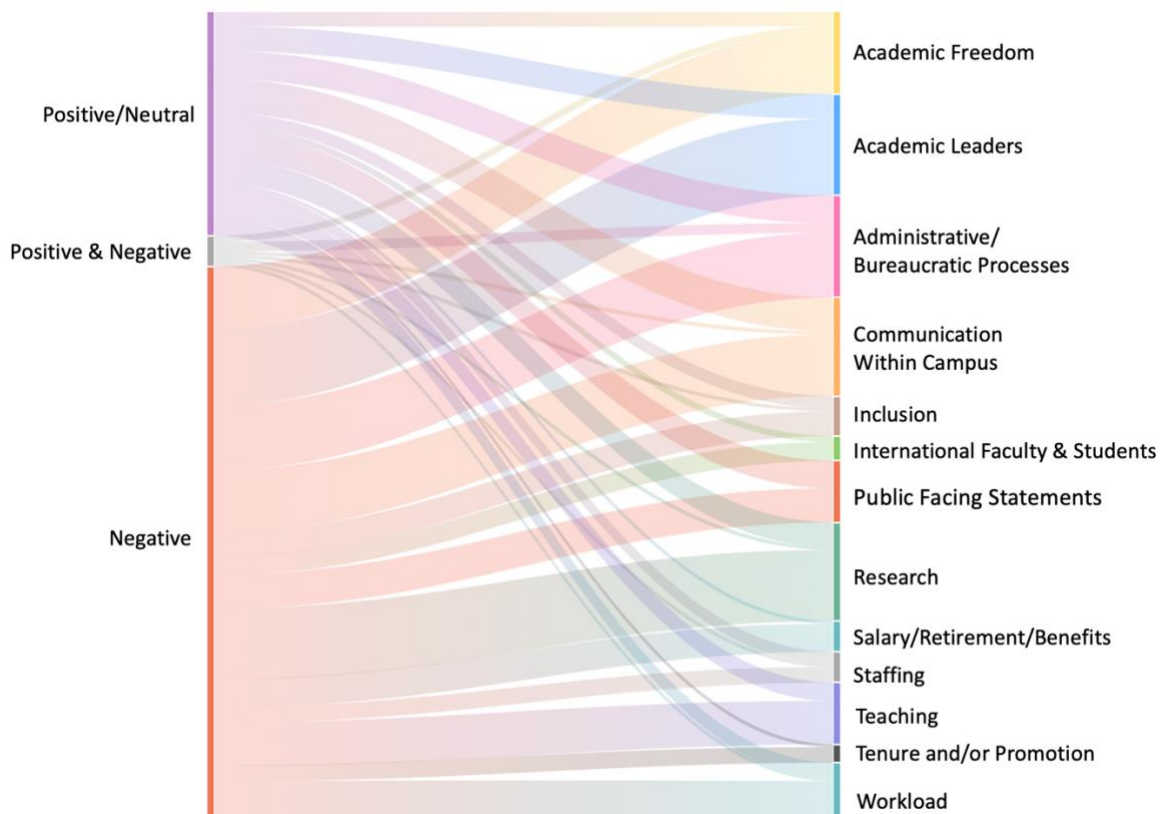 Positive/Neutral
Positive & Negative
Negative
Academic Freedom
Academic Leaders
Administrative/
Bureaucratic Processes
Communication
Within Campus
Inclusion
International Faculty & Students
Public Facing Statements
Research
Salary/Retirement/Benefits
Staffing
Teaching
Tenure and/or Promotion
Workload